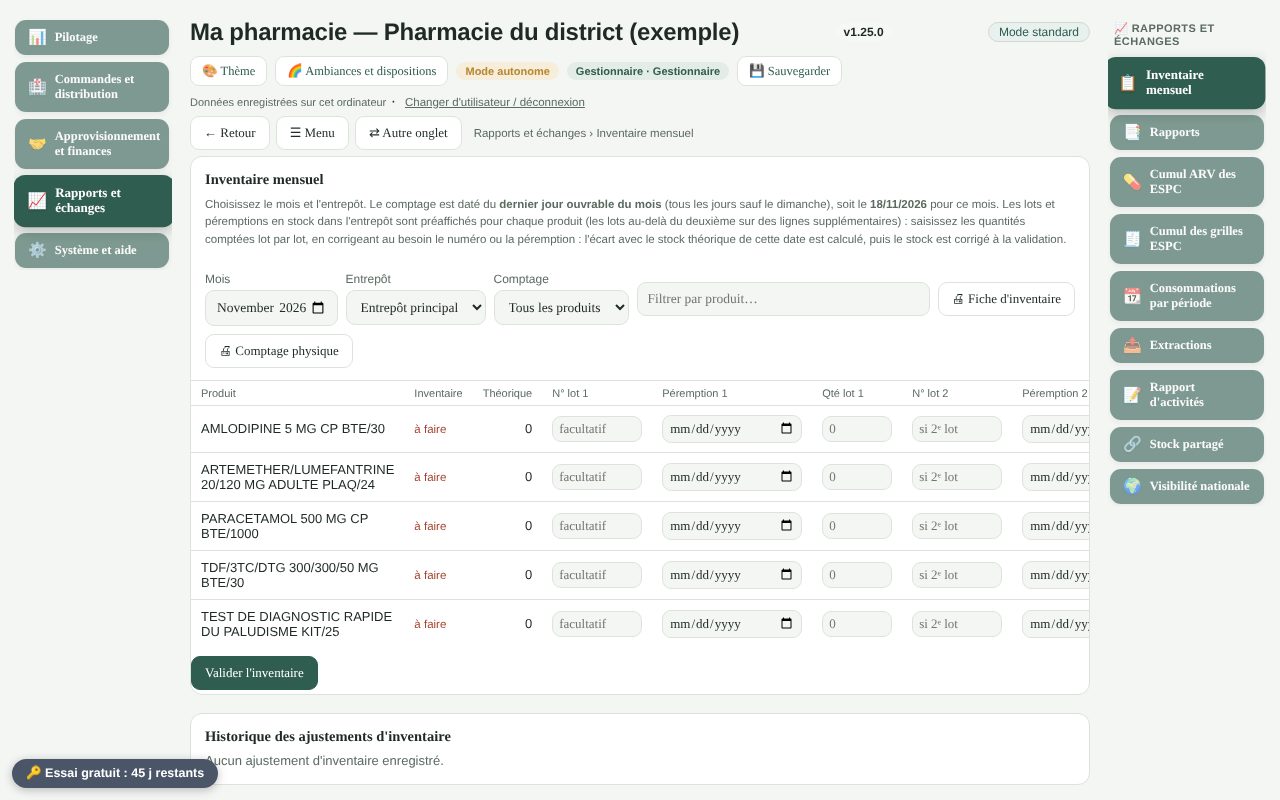 Pilotage
Commandes et
distribution
Approvisionnement
et finances
Rapports et
échanges
Système et aide
Ma pharmacie — Pharmacie du district (exemple)
v1.25.0
Mode standard
Thème
Ambiances et dispositions
Mode autonome
Gestionnaire · Gestionnaire
Sauvegarder
Données enregistrées sur cet ordinateur · Changer d'utilisateur / déconnexion
← Retour
☰ Menu
⇄ Autre onglet
Rapports et échanges › Inventaire mensuel
Inventaire mensuel
Choisissez le mois et l'entrepôt. Le comptage est daté du dernier jour ouvrable du mois (tous les jours sauf le dimanche), soit le 18/11/2026 pour ce mois. Les lots et
péremptions en stock dans l'entrepôt sont préaffichés pour chaque produit (les lots au-delà du deuxième sur des lignes supplémentaires) : saisissez les quantités
comptées lot par lot, en corrigeant au besoin le numéro ou la péremption : l'écart avec le stock théorique de cette date est calculé, puis le stock est corrigé à la validation.
Mois
Entrepôt
Comptage
November 2026
Entrepôt principal
Tous les produits
Filtrer par produit…
Fiche d'inventaire
Comptage physique
Produit Inventaire Théorique N° lot 1 Péremption 1 Qté lot 1 N° lot 2 Péremption 2
AMLODIPINE 5 MG CP BTE/30 à faire 0 facultatif mm/dd/yyyy 0 si 2ᵉ lot mm/dd/yy
ARTEMETHER/LUMEFANTRINE
20/120 MG ADULTE PLAQ/24 à faire 0 facultatif mm/dd/yyyy 0 si 2ᵉ lot mm/dd/yy
PARACETAMOL 500 MG CP
BTE/1000 à faire 0 facultatif mm/dd/yyyy 0 si 2ᵉ lot mm/dd/yy
TDF/3TC/DTG 300/300/50 MG
BTE/30 à faire 0 facultatif mm/dd/yyyy 0 si 2ᵉ lot mm/dd/yy
TEST DE DIAGNOSTIC RAPIDE
DU PALUDISME KIT/25 à faire 0 facultatif mm/dd/yyyy 0 si 2ᵉ lot mm/dd/yy
Valider l'inventaire
Historique des ajustements d'inventaire
Aucun ajustement d'inventaire enregistré.
Essai gratuit : 45 j restants
RAPPORTS ET
ÉCHANGES
Inventaire
mensuel
Rapports
Cumul ARV des
ESPC
Cumul des grilles
ESPC
Consommations
par période
Extractions
Rapport
d'activités
Stock partagé
Visibilité nationale